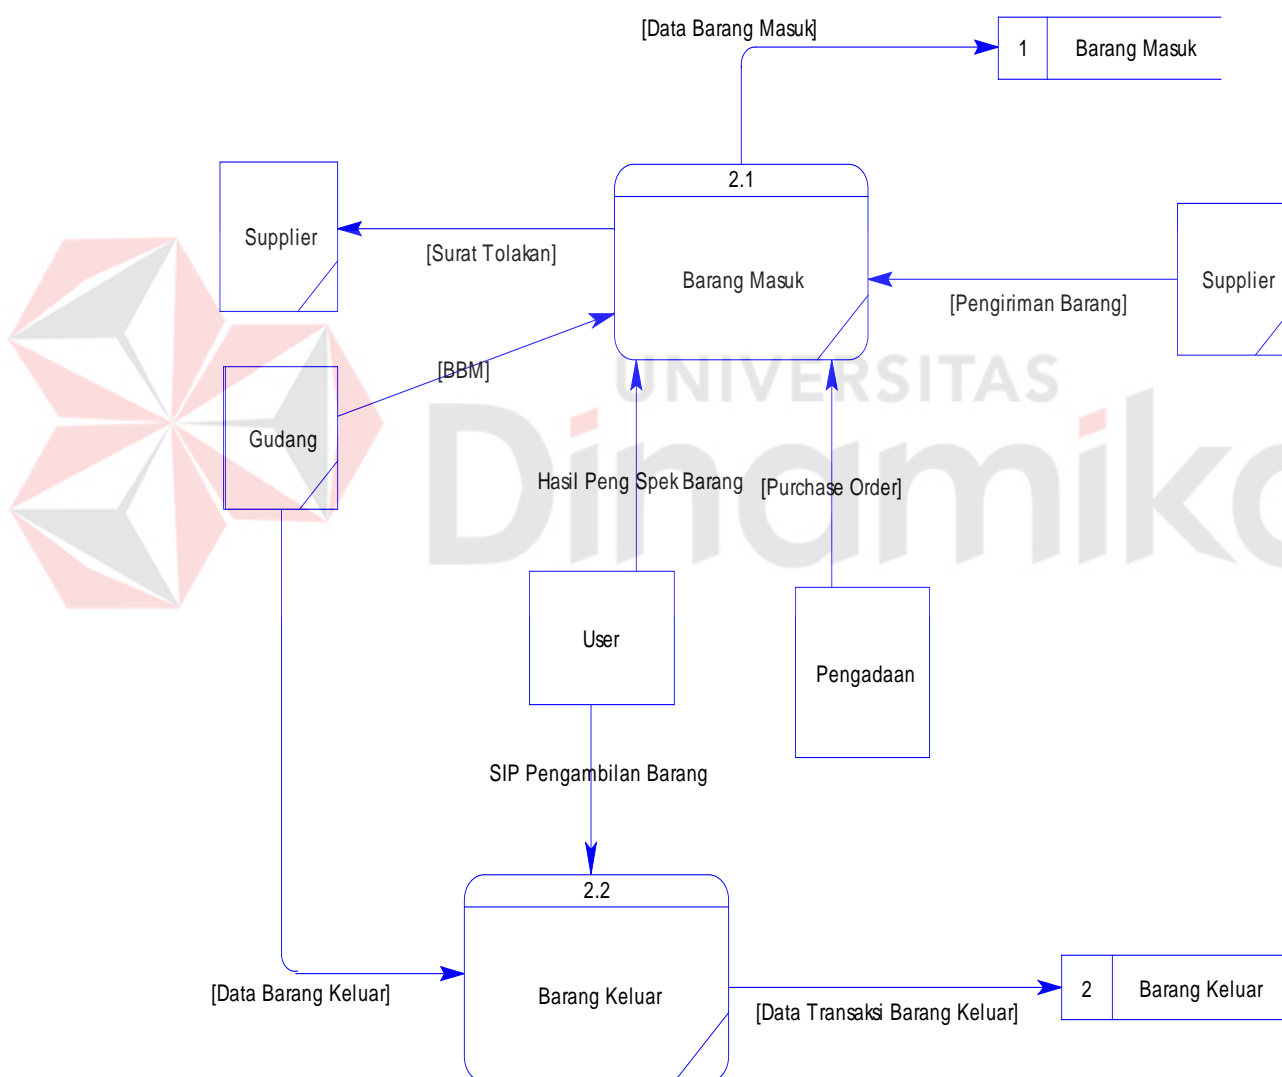 [Data Barang Masuk]
1 Barang Masuk
2.1
Supplier
[Surat Tolakan]
Barang Masuk
Supplier
[Pengiriman Barang]
[BBM]
UNIVERSITAS
Dinamika
Gudang
Hasil Peng Spek Barang
[Purchase Order]
User
Pengadaan
SIP Pengambilan Barang
2.2
[Data Barang Keluar]
Barang Keluar
2 Barang Keluar
[Data Transaksi Barang Keluar]